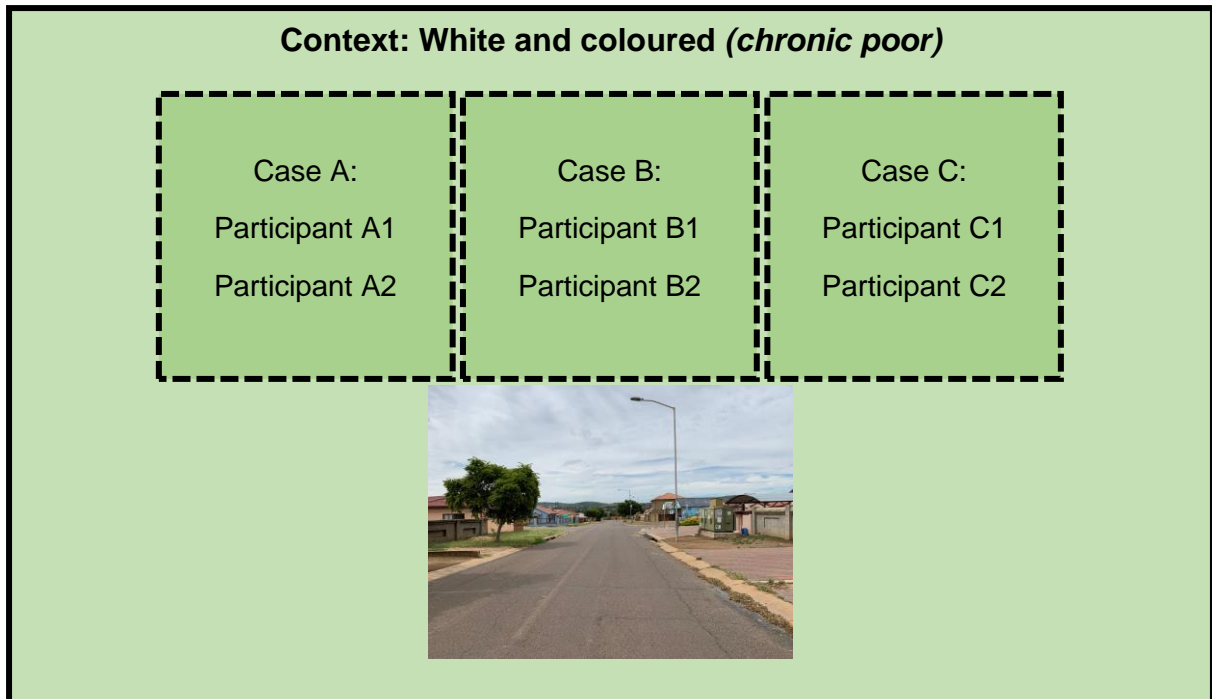 Context: White and coloured (chronic poor)
Case A:
Participant A1
Participant A2
Case B:
Participant B1
Participant B2
Case C:
Participant C1
Participant C2